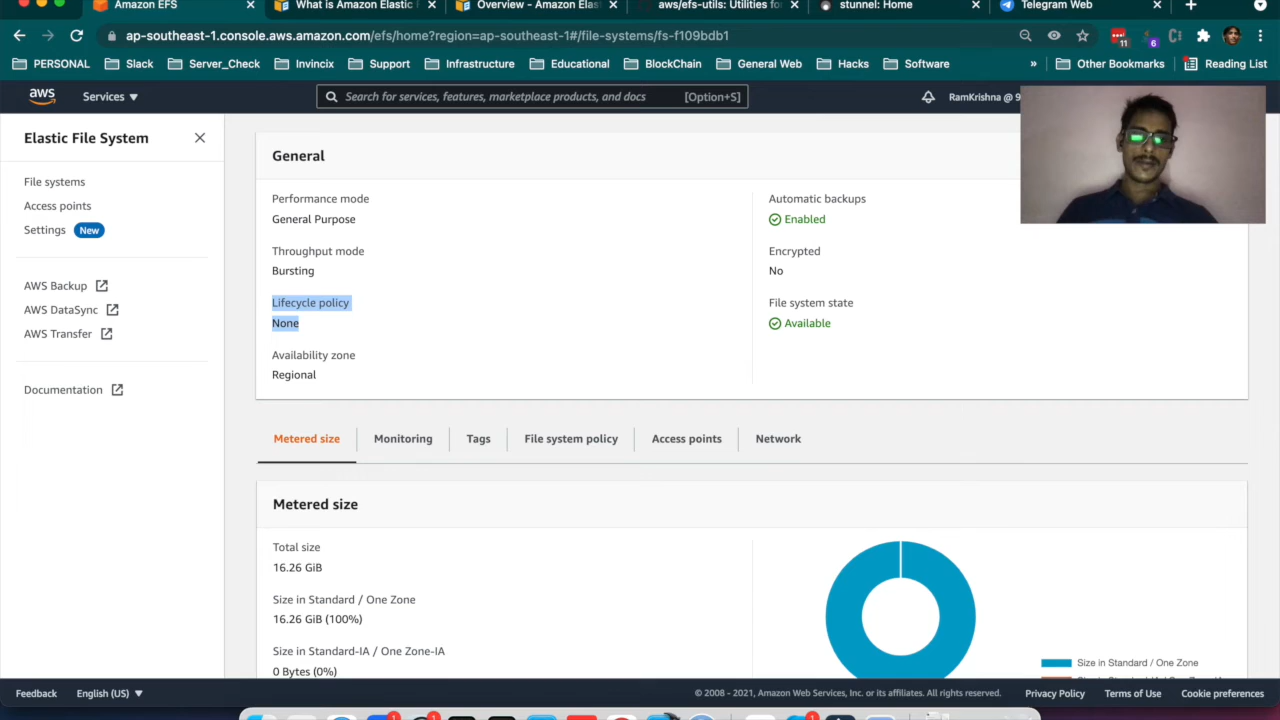 Amazon EFS
What is Amazon Elastic
Overview - Amazon Elas
aws/efs-utils: Utilities for
stunnel: Home
Telegram Web
ap-southeast-1.console.aws.amazon.com/efs/home?region=ap-southeast-1#/file-systems/fs-f109bdb1
11
6
PERSONAL
Slack
Server_Check
Invincix
Support
Infrastructure
Educational
BlockChain
General Web
Hacks
Software
»
Other Bookmarks
Reading List
aws
Services
Search for services, features, marketplace products, and docs
[Option+S]
RamKrishna @ 9
Elastic File System
File systems
Access points
Settings New
AWS Backup
AWS DataSync
AWS Transfer
Documentation
General
Performance mode
General Purpose
Throughput mode
Bursting
Lifecycle policy
None
Availability zone
Regional
Automatic backups
Enabled
Encrypted
No
File system state
Available
Metered size
Monitoring
Tags
File system policy
Access points
Network
Metered size
Total size
16.26 GiB
Size in Standard / One Zone
16.26 GiB (100%)
Size in Standard-IA / One Zone-IA
0 Bytes (0%)
Size in Standard / One Zone
Feedback
English (US)
© 2008 - 2021, Amazon Web Services, Inc. or its affiliates. All rights reserved.
Privacy Policy
Terms of Use
Cookie preferences
1
1
1